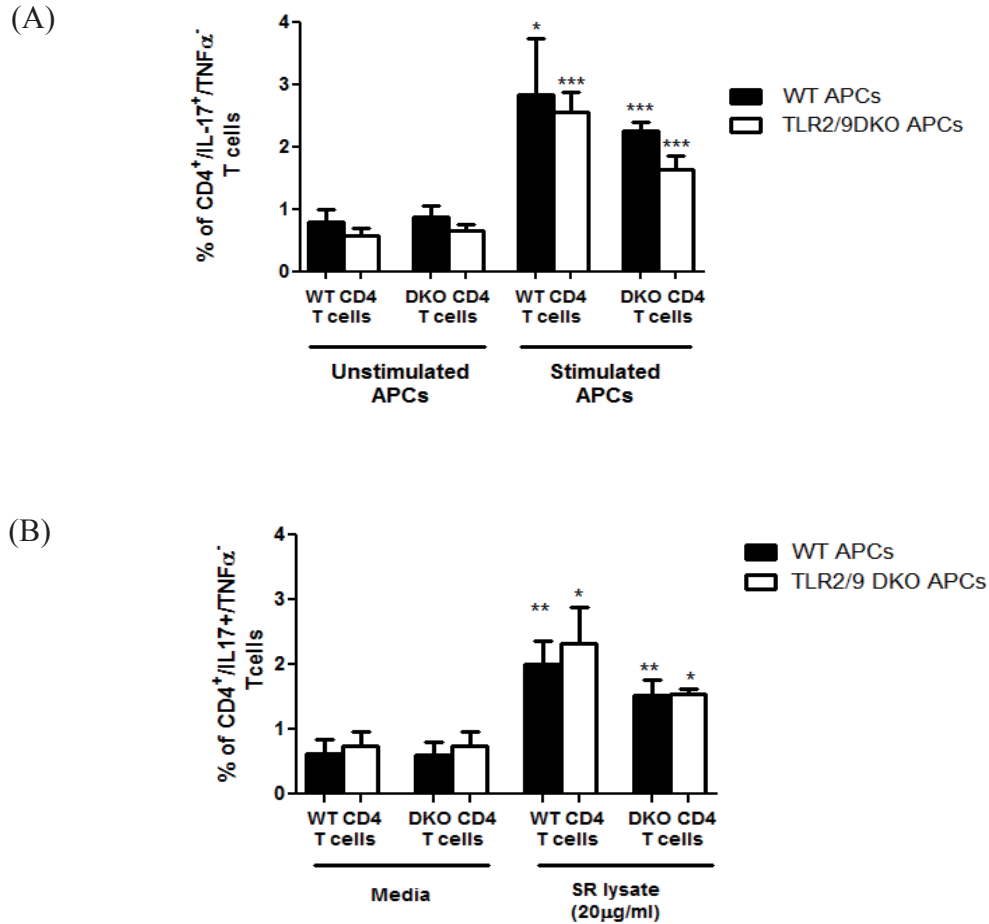 (A)
% of CD4⁺/IL-17⁺/TNFα⁻
T cells
4
3
2
1
0
*
***
***
***
WT APCs
TLR2/9DKO APCs
WT CD4
T cells
DKO CD4
T cells
WT CD4
T cells
DKO CD4
T cells
Unstimulated
APCs
Stimulated
APCs
(B)
% of CD4⁺/IL17+/TNFα⁻
Tcells
4
3
2
1
0
**
*
**
*
WT APCs
TLR2/9 DKO APCs
WT CD4
T cells
DKO CD4
T cells
WT CD4
T cells
DKO CD4
T cells
Media
SR lysate
(20μg/ml)